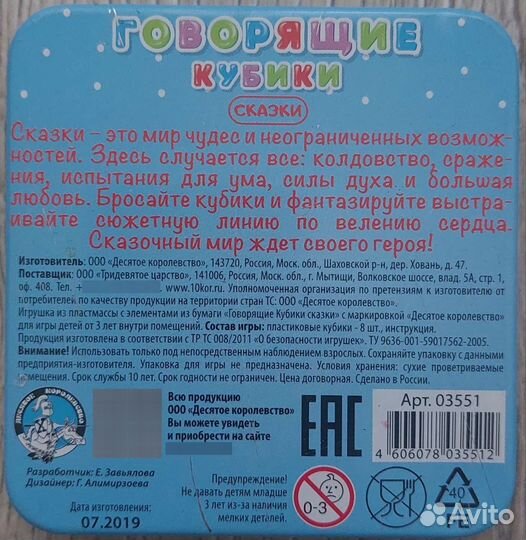 ГОВОРЯЩИЕ
КУБИКИ
СКАЗКИ
Сказки – это мир чудес и неограниченных возмож-
ностей. Здесь случается все: колдовство, сраже-
ния, испытания для ума, силы духа и большая
любовь. Бросайте кубики и фантазируйте выстра-
ивайте сюжетную линию по велению сердца.
Сказочный мир ждет своего героя!
Изготовитель: ООО «Десятое королевство», 143720, Россия, Моск. обл., Шаховской р-н, дер. Ховань, д. 47.
Поставщик: ООО «Тридевятое царство», 141006, Россия, Моск. обл., г. Мытищи, Волковское шоссе, влад. 5А, стр. 1,
оф. 408. Тел. + www.10kor.ru. Уполномоченная организация по претензиям к изготовителю от
потребителей по качеству продукции на территории стран ТС: ООО «Десятое королевство».
Игрушка из пластмассы с элементами из бумаги «Говорящие Кубики сказки» с маркировкой «Десятое королевство»
для игры детей от 3 лет внутри помещений. Состав игры: пластиковые кубики - 8 шт., инструкция.
Продукция изготовлена в соответствии с ТР ТС 008/2011 «О безопасности игрушек». ТУ 9636-001-59017562-2005.
Внимание! Использовать только под непосредственным наблюдением взрослых. Сохраняйте упаковку с данными
предприятия-изготовителя. Упаковка для игры не предназначена. Условия хранения: сухие проветриваемые
помещения. Срок службы 10 лет. Срок годности не ограничен. Цена договорная. Сделано в России.
ДЕСЯТОЕ КОРОЛЕВСТВО
Всю продукцию
ООО «Десятое королевство»
Вы можете увидеть
и приобрести на сайте
EAC
Арт. 03551
4 606078 035512
Разработчик: Е. Завьялова
Дизайнер: Г. Алимирзоева
Дата изготовления:
07.2019
Предупреждение!
Не давать детям младше
3 лет из-за наличия
мелких деталей.
0-3
40
FE
Avito